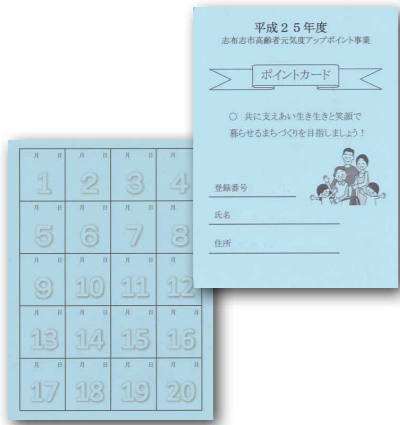 平成２５年度
志布志市高齢者元気度アップポイント事業
ポイントカード
○ 共に支えあい生き生きと笑顔で
暮らせるまちづくりを目指しましょう！
登録番号
氏名
住所
月 日 月 日 月 日 月 日
1 2 3 4
月 日 月 日 月 日 月
5 6 7 8
月 日 月 日 月 日 月 日
9 10 11 12
月 日 月 日 月 日 月 日
13 14 15 16
月 日 月 日 月 日 月 日
17 18 19 20